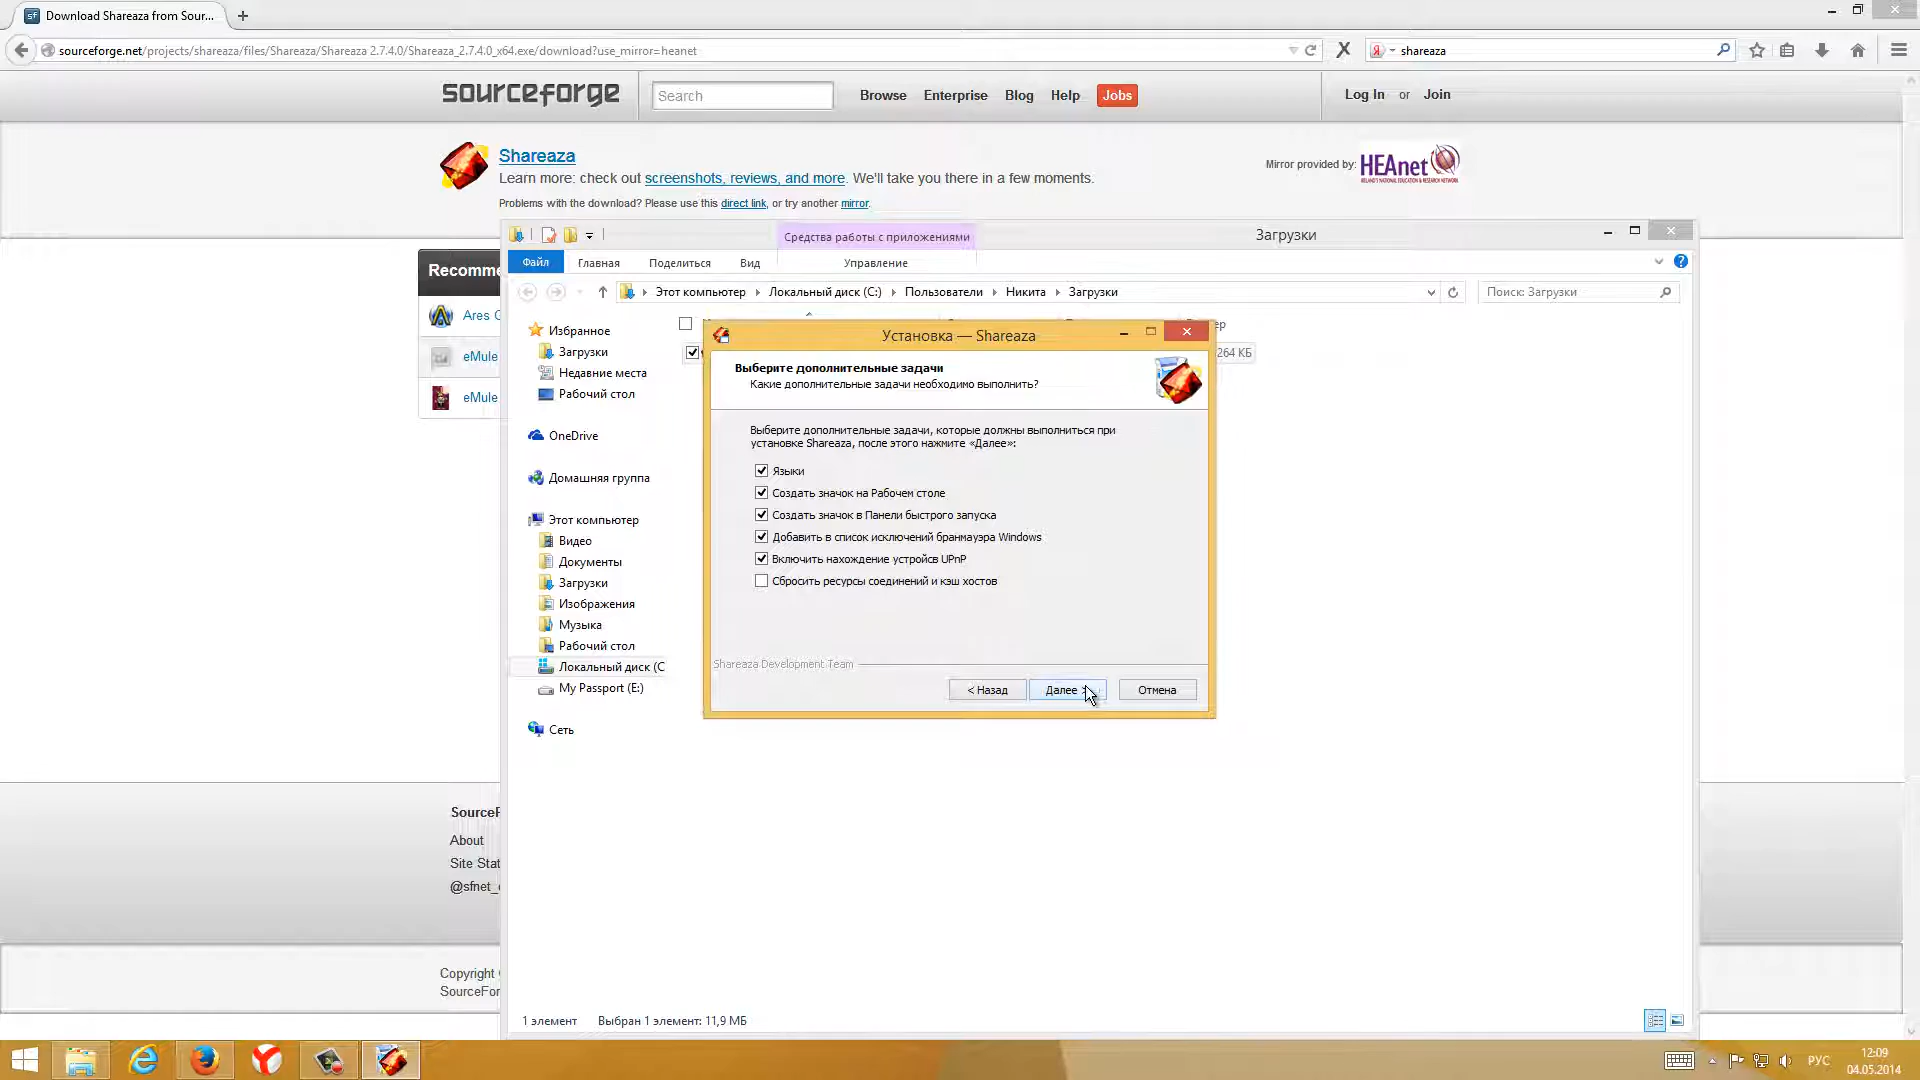 Download Shareaza from Sour...
sourceforge.net/projects/shareaza/files/Shareaza/Shareaza 2.7.4.0/Shareaza_2.7.4.0_x64.exe/download?use_mirror=heanet
shareaza
sourceforge
Search
Browse
Enterprise
Blog
Help
Jobs
Log In or Join
Shareaza
Learn more: check out screenshots, reviews, and more. We'll take you there in a few moments.
Problems with the download? Please use this direct link, or try another mirror.
Mirror provided by:
HEAnet
IRELAND'S NATIONAL EDUCATION & RESEARCH NETWORK
Recomme
Ares G
eMule
eMule
Средства работы с приложениями
Загрузки
Файл
Главная
Поделиться
Вид
Управление
Этот компьютер
Локальный диск (C:)
Пользователи
Никита
Загрузки
Поиск: Загрузки
Избранное
Загрузки
Недавние места
Рабочий стол
OneDrive
Домашняя группа
Этот компьютер
Видео
Документы
Загрузки
Изображения
Музыка
Рабочий стол
Локальный диск (C
My Passport (E:)
Сеть
ер
264 КБ
Установка — Shareaza
Выберите дополнительные задачи
Какие дополнительные задачи необходимо выполнить?
Выберите дополнительные задачи, которые должны выполниться при
установке Shareaza, после этого нажмите «Далее»:
Языки
Создать значок на Рабочем столе
Создать значок в Панели быстрого запуска
Добавить в список исключений бранмауэра Windows
Включить нахождение устройсв UPnP
Сбросить ресурсы соединений и кэш хостов
Shareaza Development Team
< Назад
Далее >
Отмена
SourceF
About
Site Stat
@sfnet_
Copyright
SourceFor
1 элемент
Выбран 1 элемент: 11,9 МБ
РУС
12:09
04.05.2014